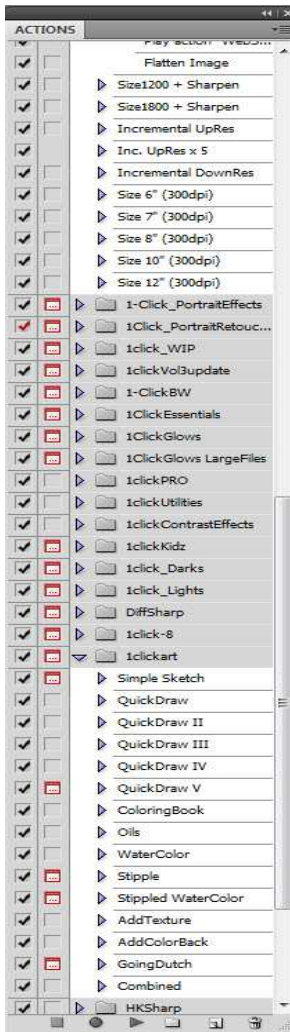 ACTIONS
Play action "WebS...
Flatten Image
Size1200 + Sharpen
Size1800 + Sharpen
Incremental UpRes
Inc. UpRes x 5
Incremental DownRes
Size 6" (300dpi)
Size 7" (300dpi)
Size 8" (300dpi)
Size 10" (300dpi)
Size 12" (300dpi)
1-Click_PortraitEffects
1Click_PortraitRetouc...
1click_WIP
1clickVol3update
1-ClickBW
1ClickEssentials
1ClickGlows
1ClickGlows LargeFiles
1clickPRO
1clickUtilities
1clickContrastEffects
1clickKidz
1click_Darks
1click_Lights
DiffSharp
1click-8
1clickart
Simple Sketch
QuickDraw
QuickDraw II
QuickDraw III
QuickDraw IV
QuickDraw V
ColoringBook
Oils
WaterColor
Stipple
Stippled WaterColor
AddTexture
AddColorBack
GoingDutch
Combined
HKSharp